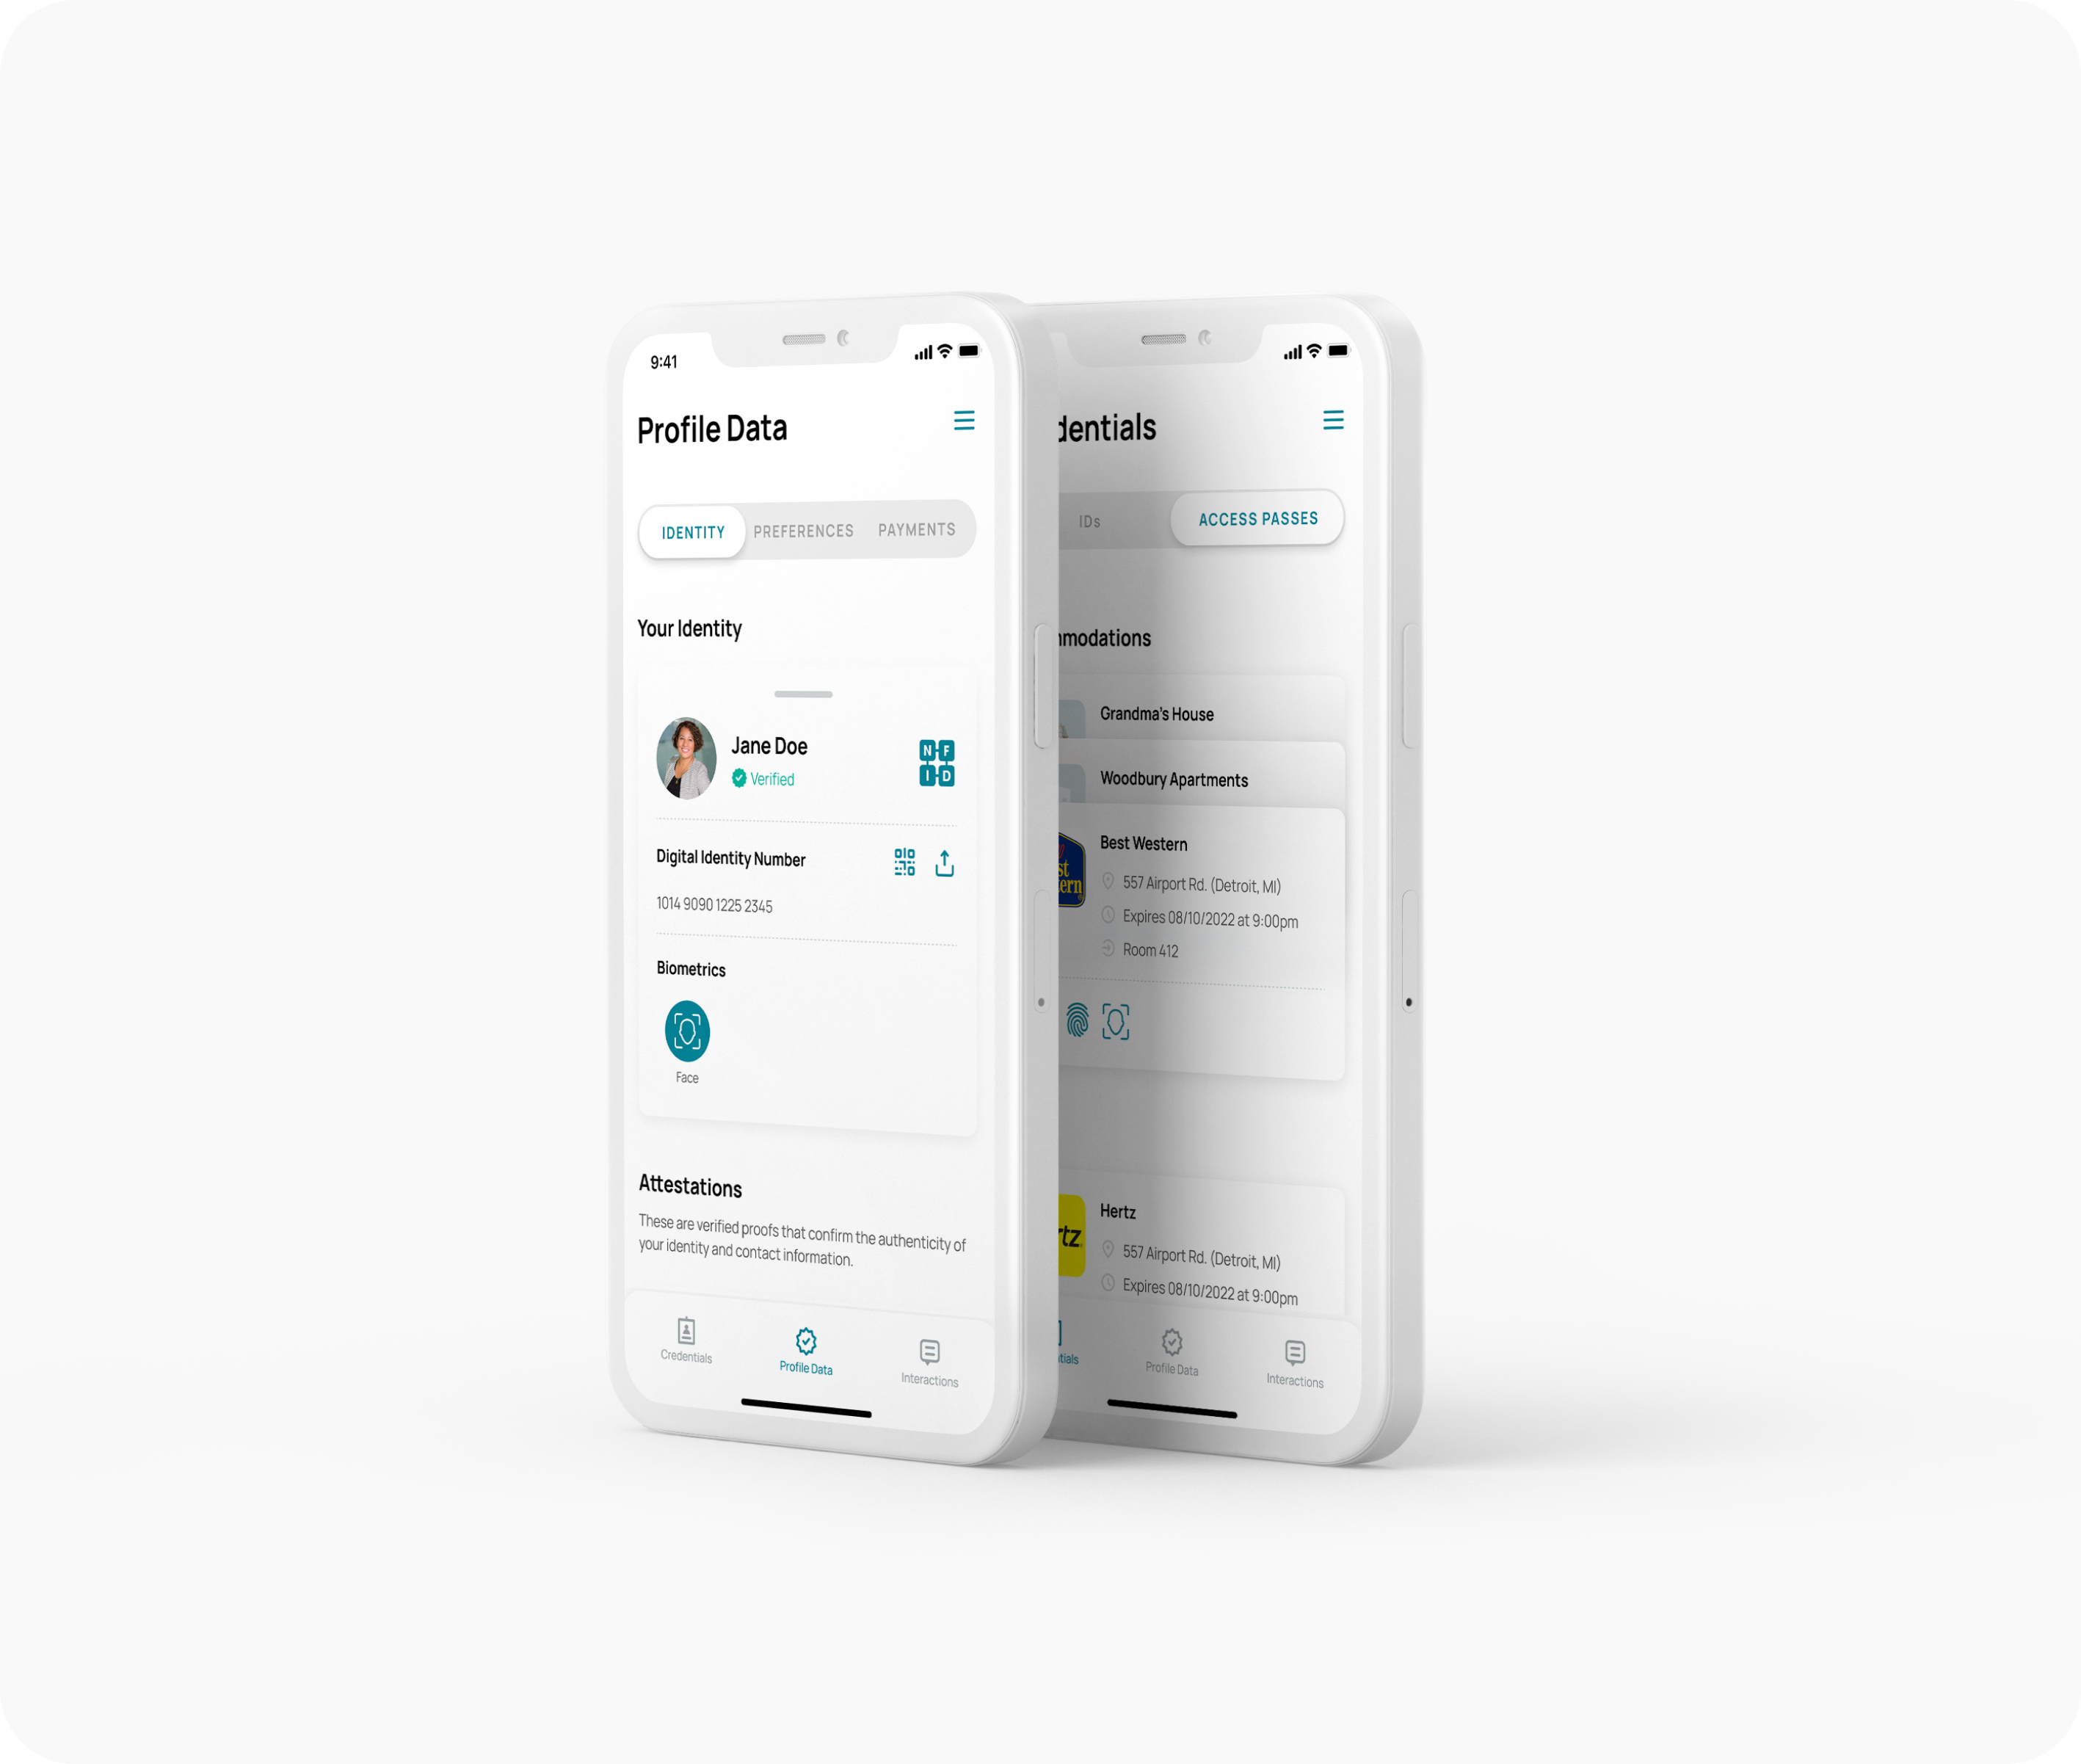 9:41
Profile Data
IDENTITY
PREFERENCES
PAYMENTS
Your Identity
Jane Doe
Verified
N F
I D
Digital Identity Number
1014 9090 1225 2345
Biometrics
Face
Attestations
These are verified proofs that confirm the authenticity of
your identity and contact information.
Credentials
Profile Data
Interactions
dentials
IDs
ACCESS PASSES
mmodations
Grandma's House
Woodbury Apartments
st
ern
Best Western
557 Airport Rd. (Detroit, MI)
Expires 08/10/2022 at 9:00pm
Room 412
rtz
Hertz
557 Airport Rd. (Detroit, MI)
Expires 08/10/2022 at 9:00pm
tials
Profile Data
Interactions